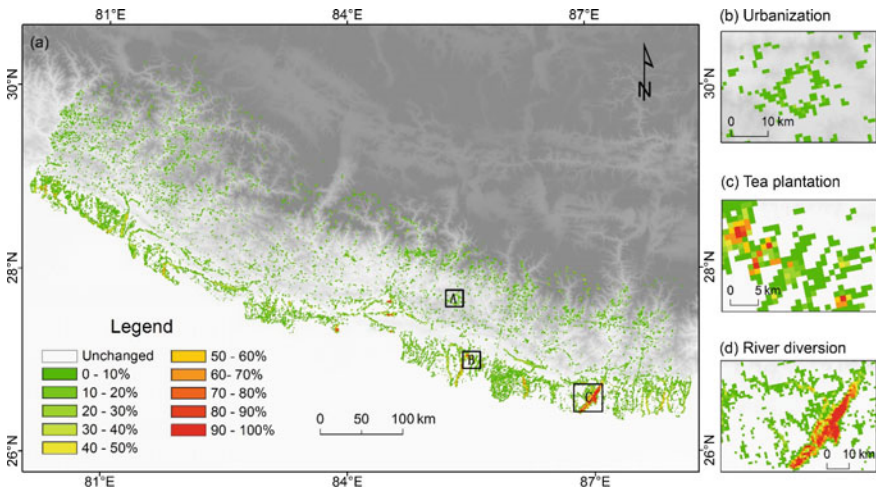 81°E 84°E 87°E
(a)
30°N 30°N
N
28°N 28°N
26°N 26°N
A
B
C
Legend
Unchanged
0 - 10%
10 - 20%
20 - 30%
30 - 40%
40 - 50%
50 - 60%
60- 70%
70 - 80%
80 - 90%
90 - 100%
0 50 100 km
81°E 84°E 87°E
(b) Urbanization
0 10 km
(c) Tea plantation
0 5 km
(d) River diversion
0 10 km